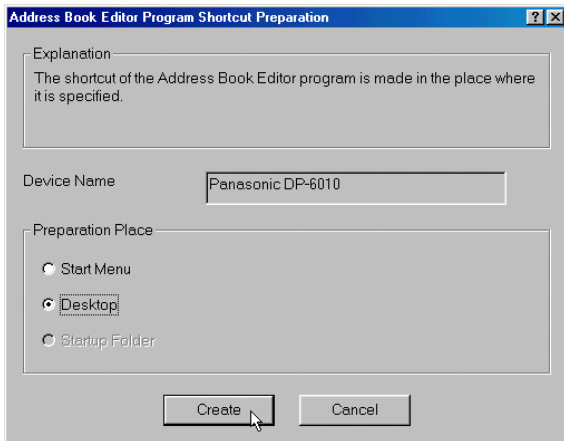 Address Book Editor Program Shortcut Preparation
Explanation
The shortcut of the Address Book Editor program is made in the place where
it is specified.
Device Name
Panasonic DP-6010
Preparation Place
Start Menu
Desktop
Startup Folder
Create
Cancel